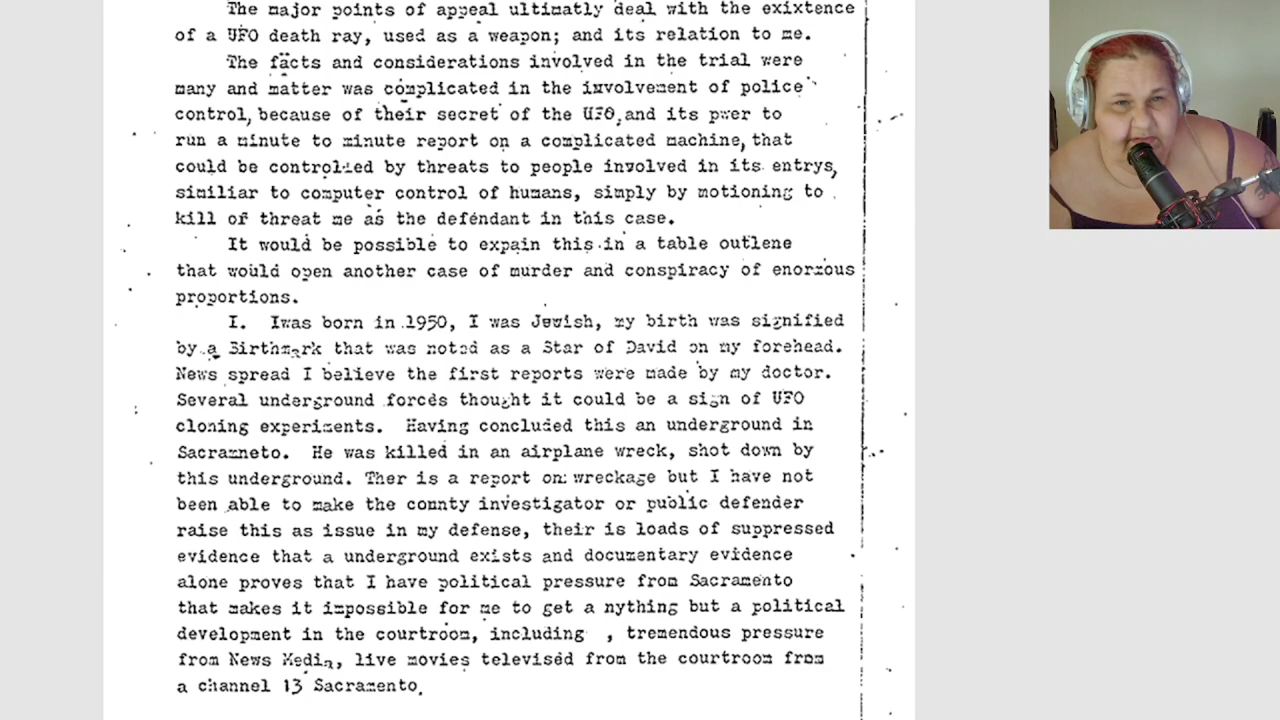 The major points of appeal ultimatly deal with the exixtence
of a UFO death ray, used as a weapon; and its relation to me.
The facts and considerations involved in the trial were
many and matter was complicated in the involvement of police
control, because of their secret of the UFO, and its pwer to
run a minute to minute report on a complicated machine, that
could be controlled by threats to people involved in its entrys,
similiar to computer control of humans, simply by motioning to
kill of threat me as the defendant in this case.
It would be possible to expain this in a table outlene
that would open another case of murder and conspiracy of enormous
proportions.
I. Iwas born in 1950, I was Jewish, my birth was signified
by a Birthmark that was noted as a Star of David on my forehead.
News spread I believe the first reports were made by my doctor.
Several underground forces thought it could be a sign of UFO
cloning experiments. Having concluded this an underground in
Sacramneto. He was killed in an airplane wreck, shot down by
this underground. Ther is a report on wreckage but I have not
been able to make the county investigator or public defender
raise this as issue in my defense, their is loads of suppressed
evidence that a underground exists and documentary evidence
alone proves that I have political pressure from Sacramento
that makes it impossible for me to get a nything but a political
development in the courtroom, including , tremendous pressure
from News Media, live movies televised from the courtroom from
a channel 13 Sacramento.